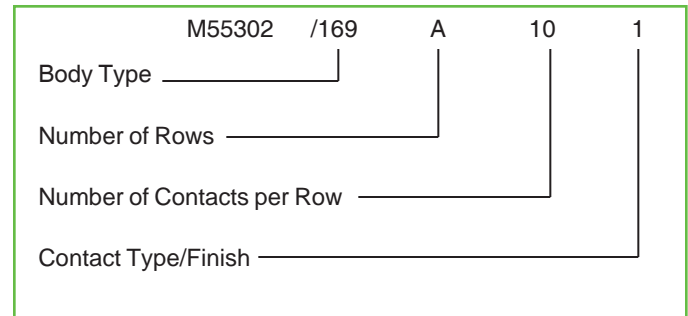 M55302 /169 A 10 1
Body Type
Number of Rows
Number of Contacts per Row
Contact Type/Finish